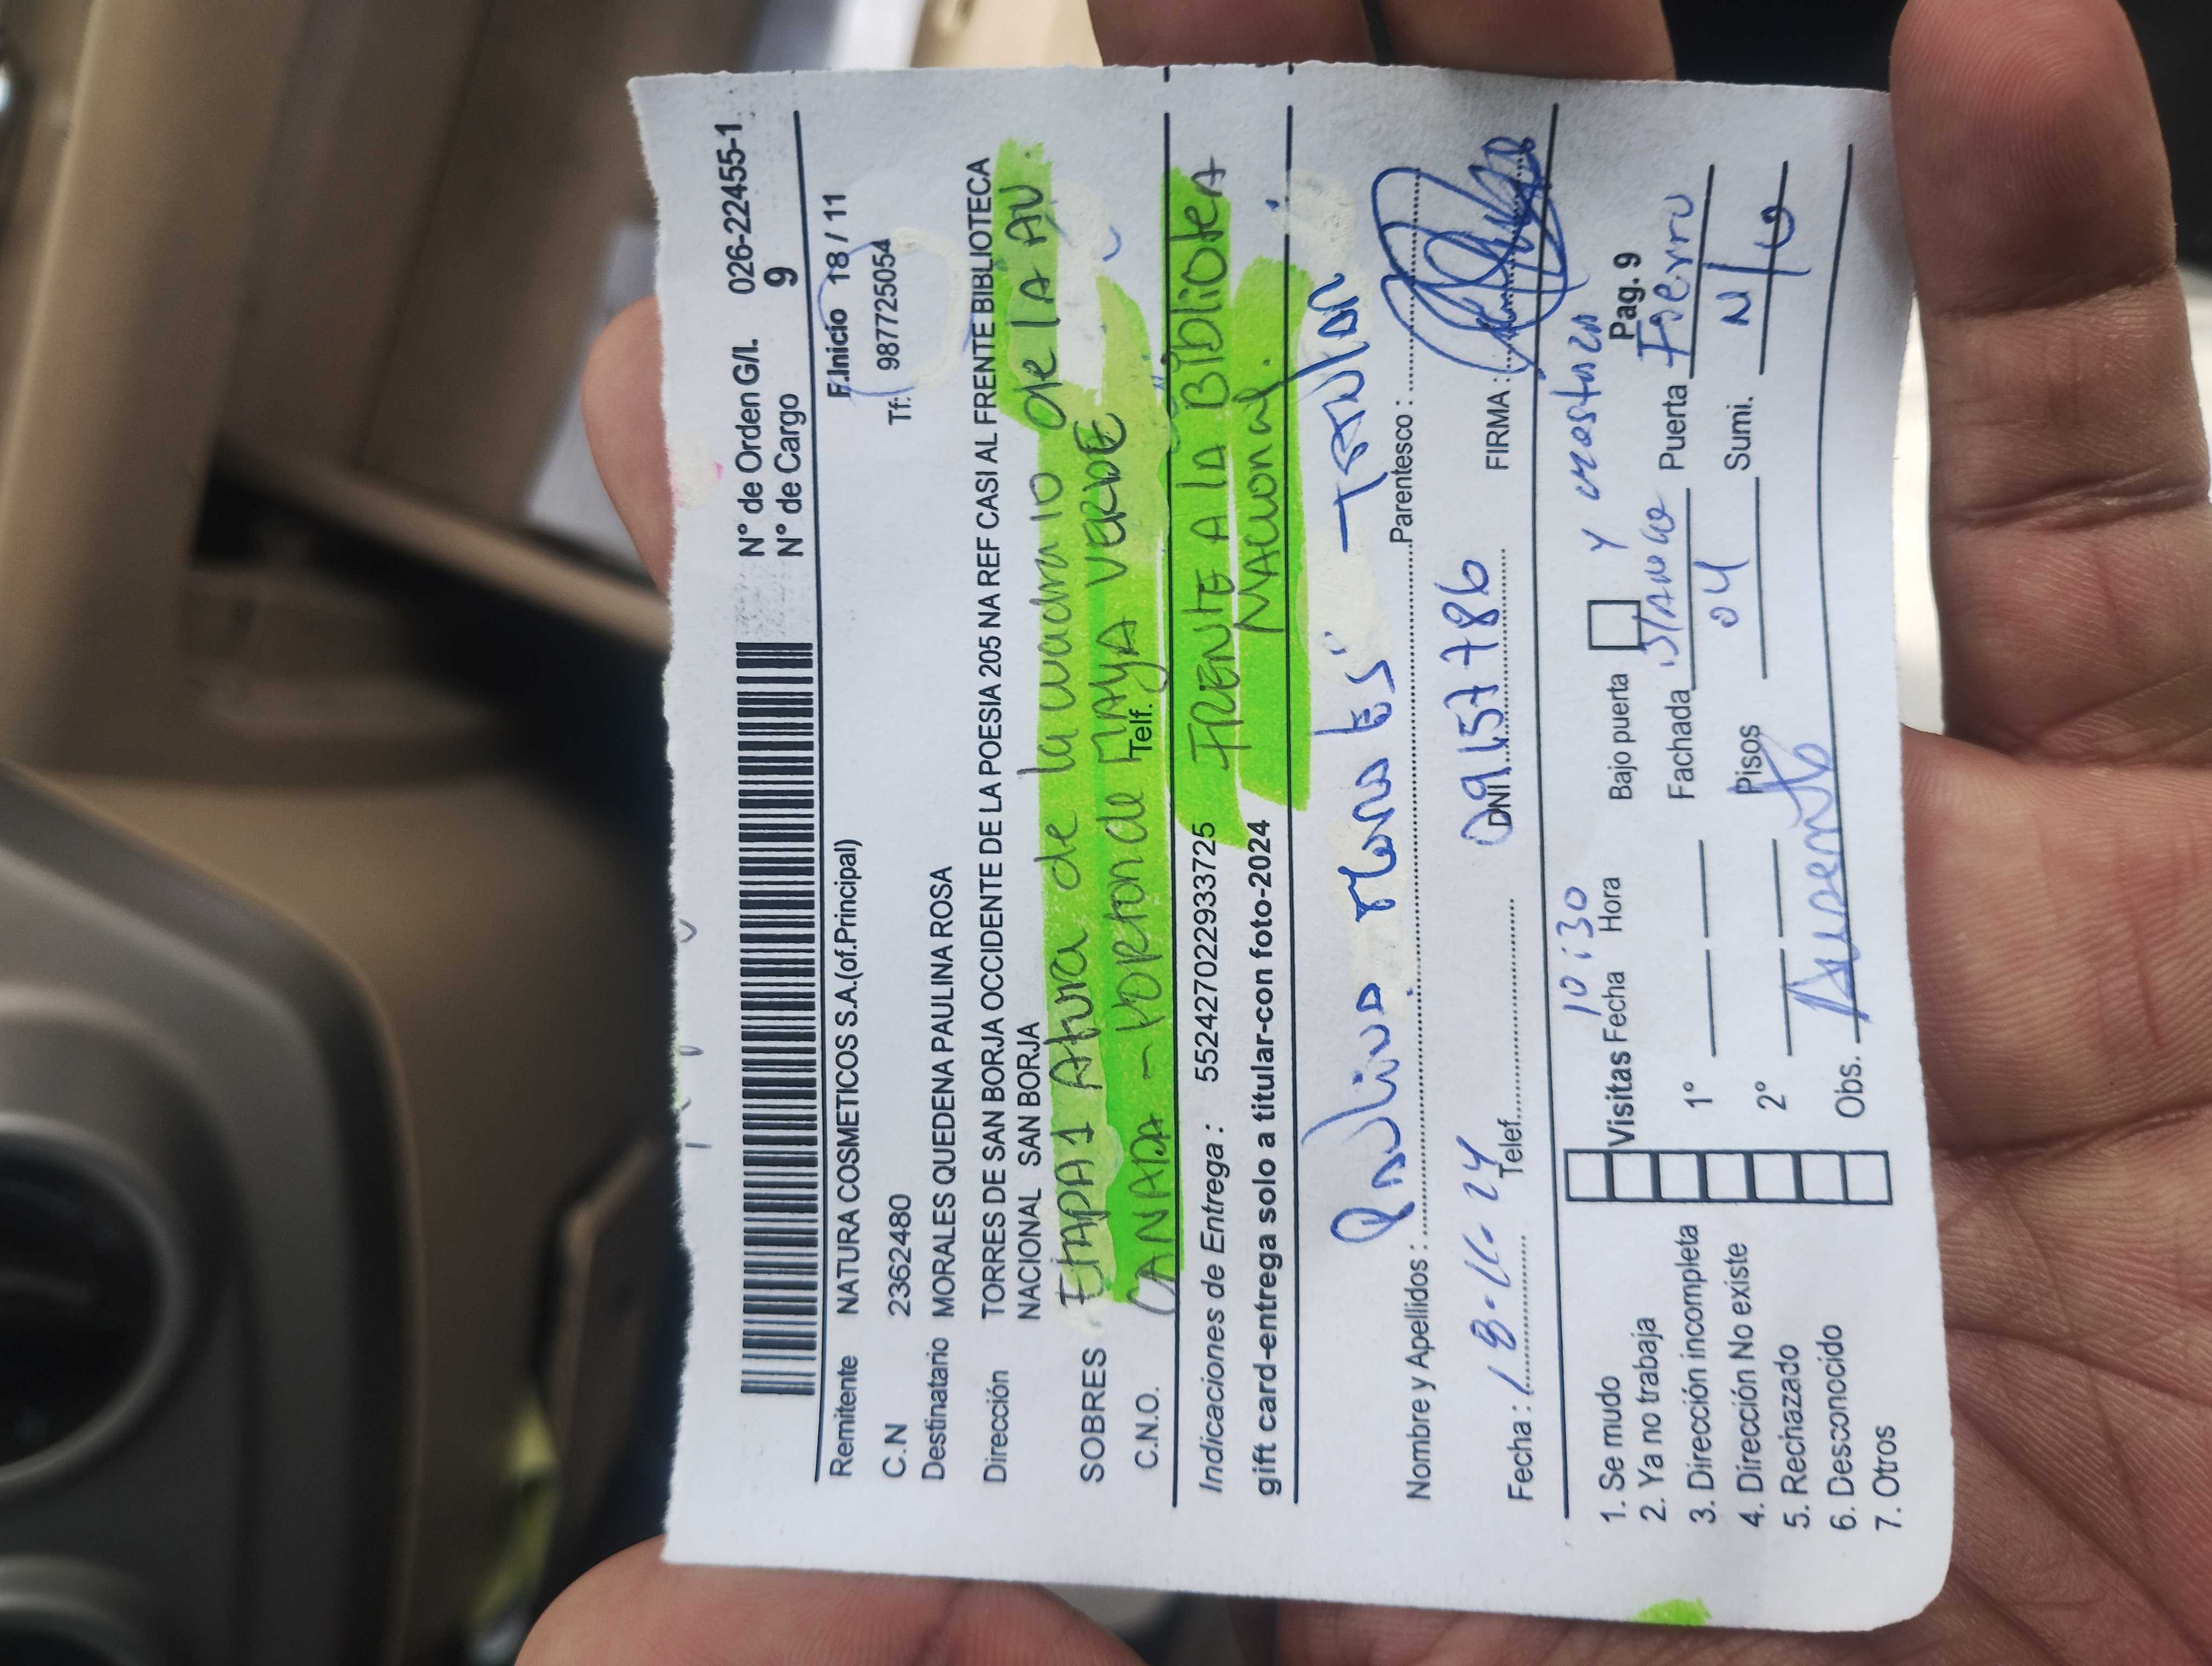 N° de Orden G/I. 026-22455-1
N° de Cargo 9
Remitente NATURA COSMETICOS S.A.(of.Principal) F.Inicio 18 / 11
C.N 2362480 Tf: 987725054
Destinatario MORALES QUEDENA PAULINA ROSA
Dirección TORRES DE SAN BORJA OCCIDENTE DE LA POESIA 205 NA REF CASI AL FRENTE BIBLIOTECA
NACIONAL SAN BORJA
SOBRES ETAPA 1 Altura de la cuadra 10 de lA AV.
C.N.O. CANADA - PORTON de MAYA VERDE
Telf.
Indicaciones de Entrega : 5524270229337​25 FRENTE A lA BibliotecA
gift card-entrega solo a titular-con foto-2024 NACIONAL.
Paulina Morales Titular
Nombre y Apellidos : Parentesco :
Fecha : 18-11-24 Telef. DNI 09157786 FIRMA :
10:30 Y
1. Se mudo Visitas Fecha Hora Bajo puerta Pag. 9
2. Ya no trabaja
3. Dirección incompleta 1° Fachada Blanco Puerta Fierro
4. Dirección No existe 2° Pisos 04 Sumi. N/
5. Rechazado
6. Desconocido Obs.
7. Otros